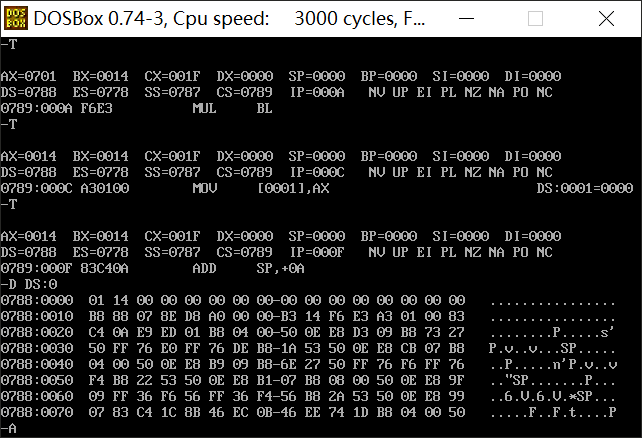 DOS BOX DOSBox 0.74-3, Cpu speed: 3000 cycles, F...
-T
AX=0701 BX=0014 CX=001F DX=0000 SP=0000 BP=0000 SI=0000 DI=0000
DS=0788 ES=0778 SS=0787 CS=0789 IP=000A NV UP EI PL NZ NA PO NC
0789:000A F6E3 MUL BL
-T
AX=0014 BX=0014 CX=001F DX=0000 SP=0000 BP=0000 SI=0000 DI=0000
DS=0788 ES=0778 SS=0787 CS=0789 IP=000C NV UP EI PL NZ NA PO NC
0789:000C A30100 MOV [0001],AX DS:0001=0000
-T
AX=0014 BX=0014 CX=001F DX=0000 SP=0000 BP=0000 SI=0000 DI=0000
DS=0788 ES=0778 SS=0787 CS=0789 IP=000F NV UP EI PL NZ NA PO NC
0789:000F 83C40A ADD SP,+0A
-D DS:0
0788:0000 01 14 00 00 00 00 00 00-00 00 00 00 00 00 00 00 ................
0788:0010 B8 88 07 8E D8 A0 00 00-B3 14 F6 E3 A3 01 00 83 ................
0788:0020 C4 0A E9 ED 01 B8 04 00-50 0E E8 D3 09 B8 73 27 ........P.....s'
0788:0030 50 FF 76 E0 FF 76 DE B8-1A 53 50 0E E8 CB 07 B8 P.v..v...SP.....
0788:0040 04 00 50 0E E8 B9 09 B8-6E 27 50 FF 76 F6 FF 76 ..P.....n'P.v..v
0788:0050 F4 B8 22 53 50 0E E8 B1-07 B8 08 00 50 0E E8 9F .."SP.......P...
0788:0060 09 FF 36 F6 56 FF 36 F4-56 B8 2A 53 50 0E E8 99 ..6.V.6.V.*SP...
0788:0070 07 83 C4 1C 8B 46 EC 0B-46 EE 74 1D B8 04 00 50 .....F..F.t....P
-A